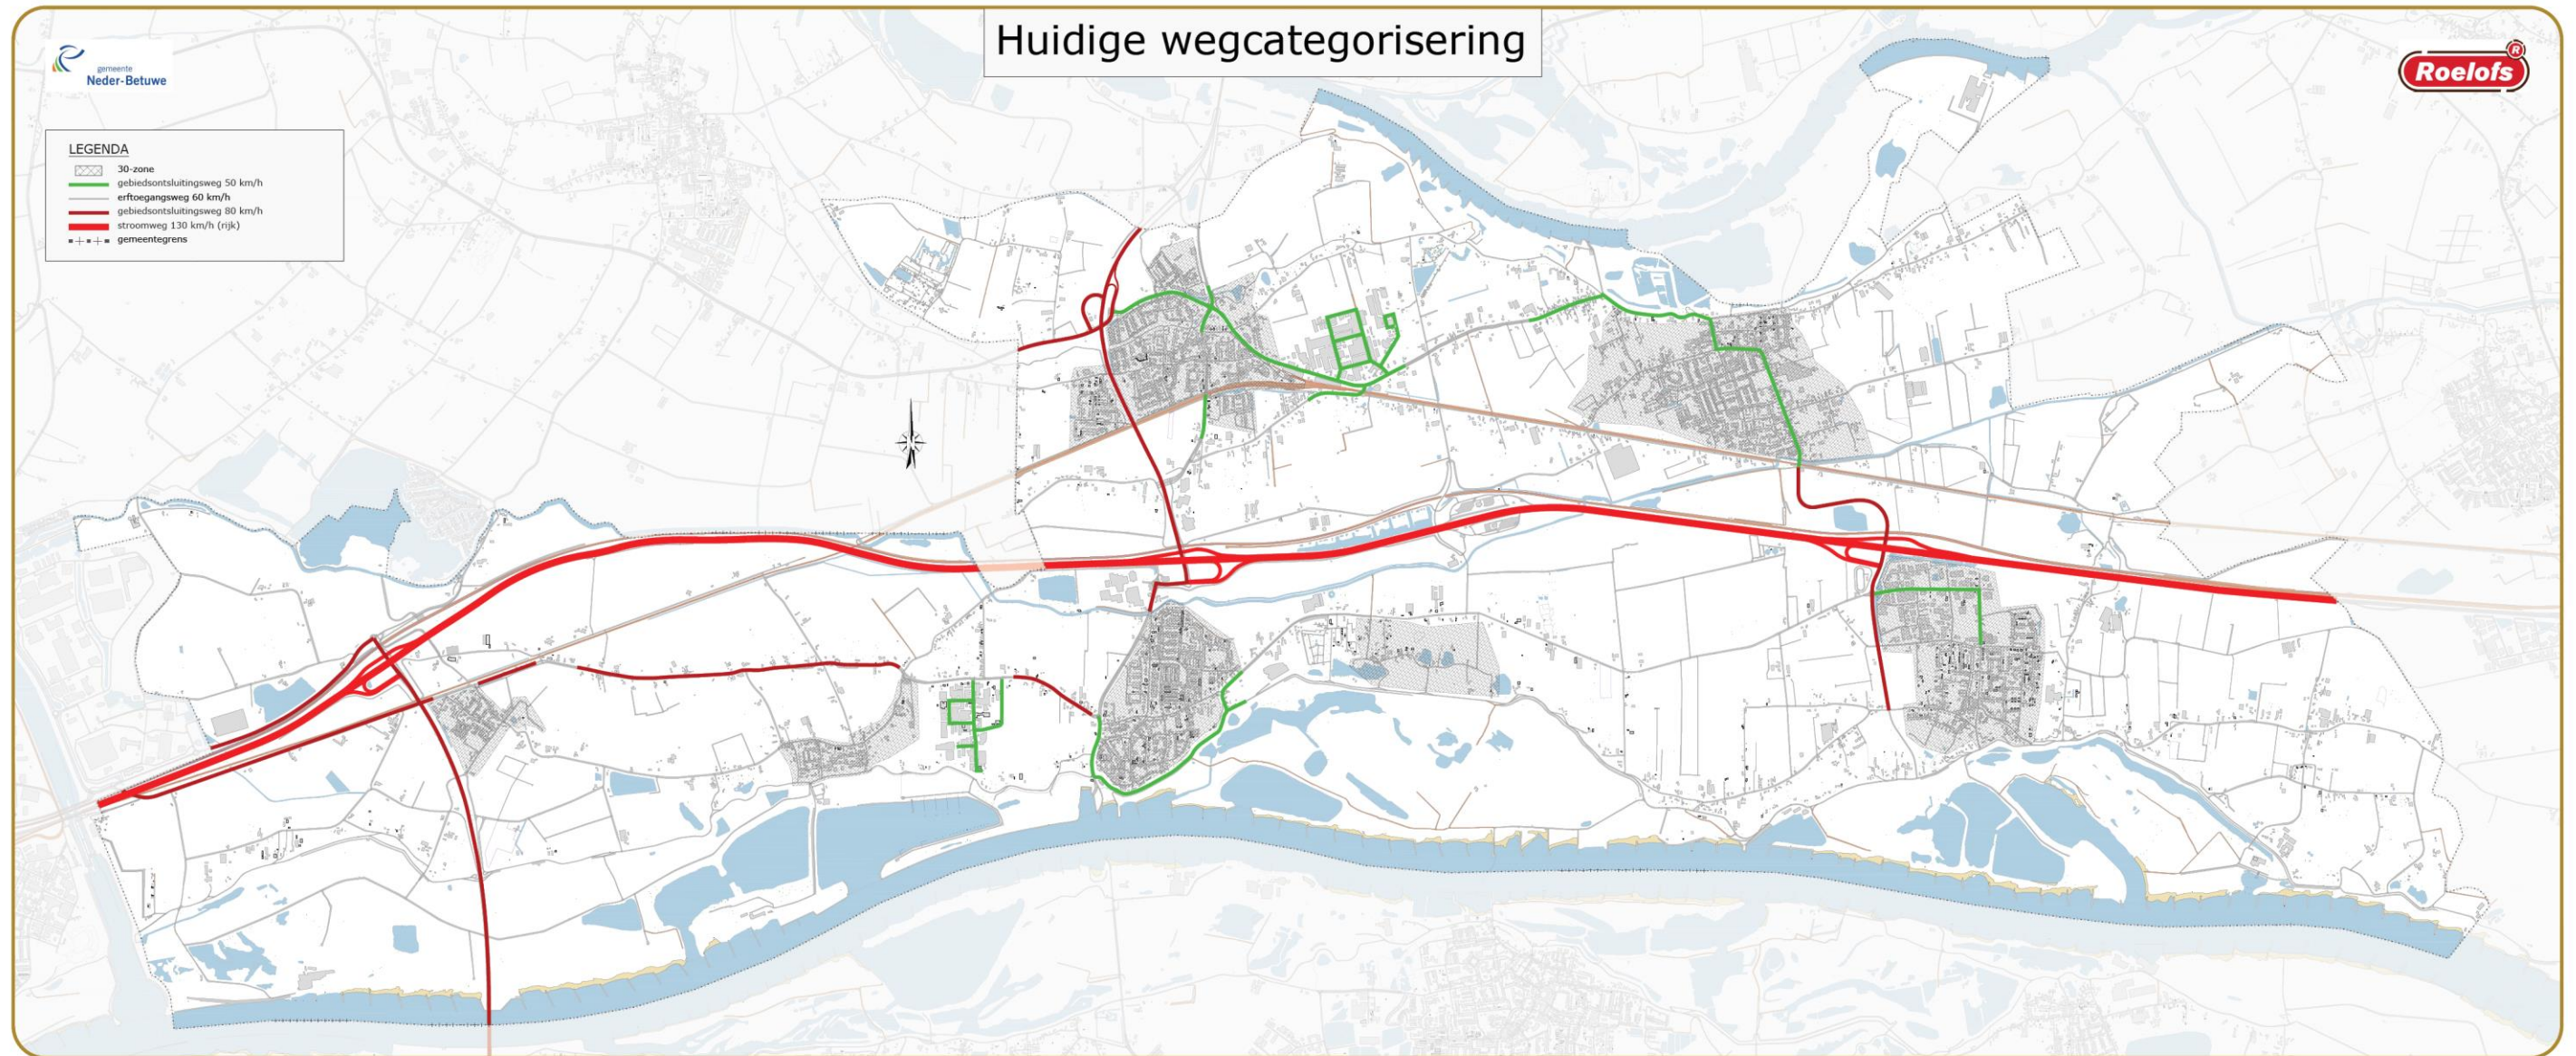 Huidige wegcategorisering
gemeente
Neder-Betuwe
Roelofs
R
LEGENDA
30-zone
gebiedsontsluitingsweg 50 km/h
erftoegangsweg 60 km/h
gebiedsontsluitingsweg 80 km/h
stroomweg 130 km/h (rijk)
gemeentegrens